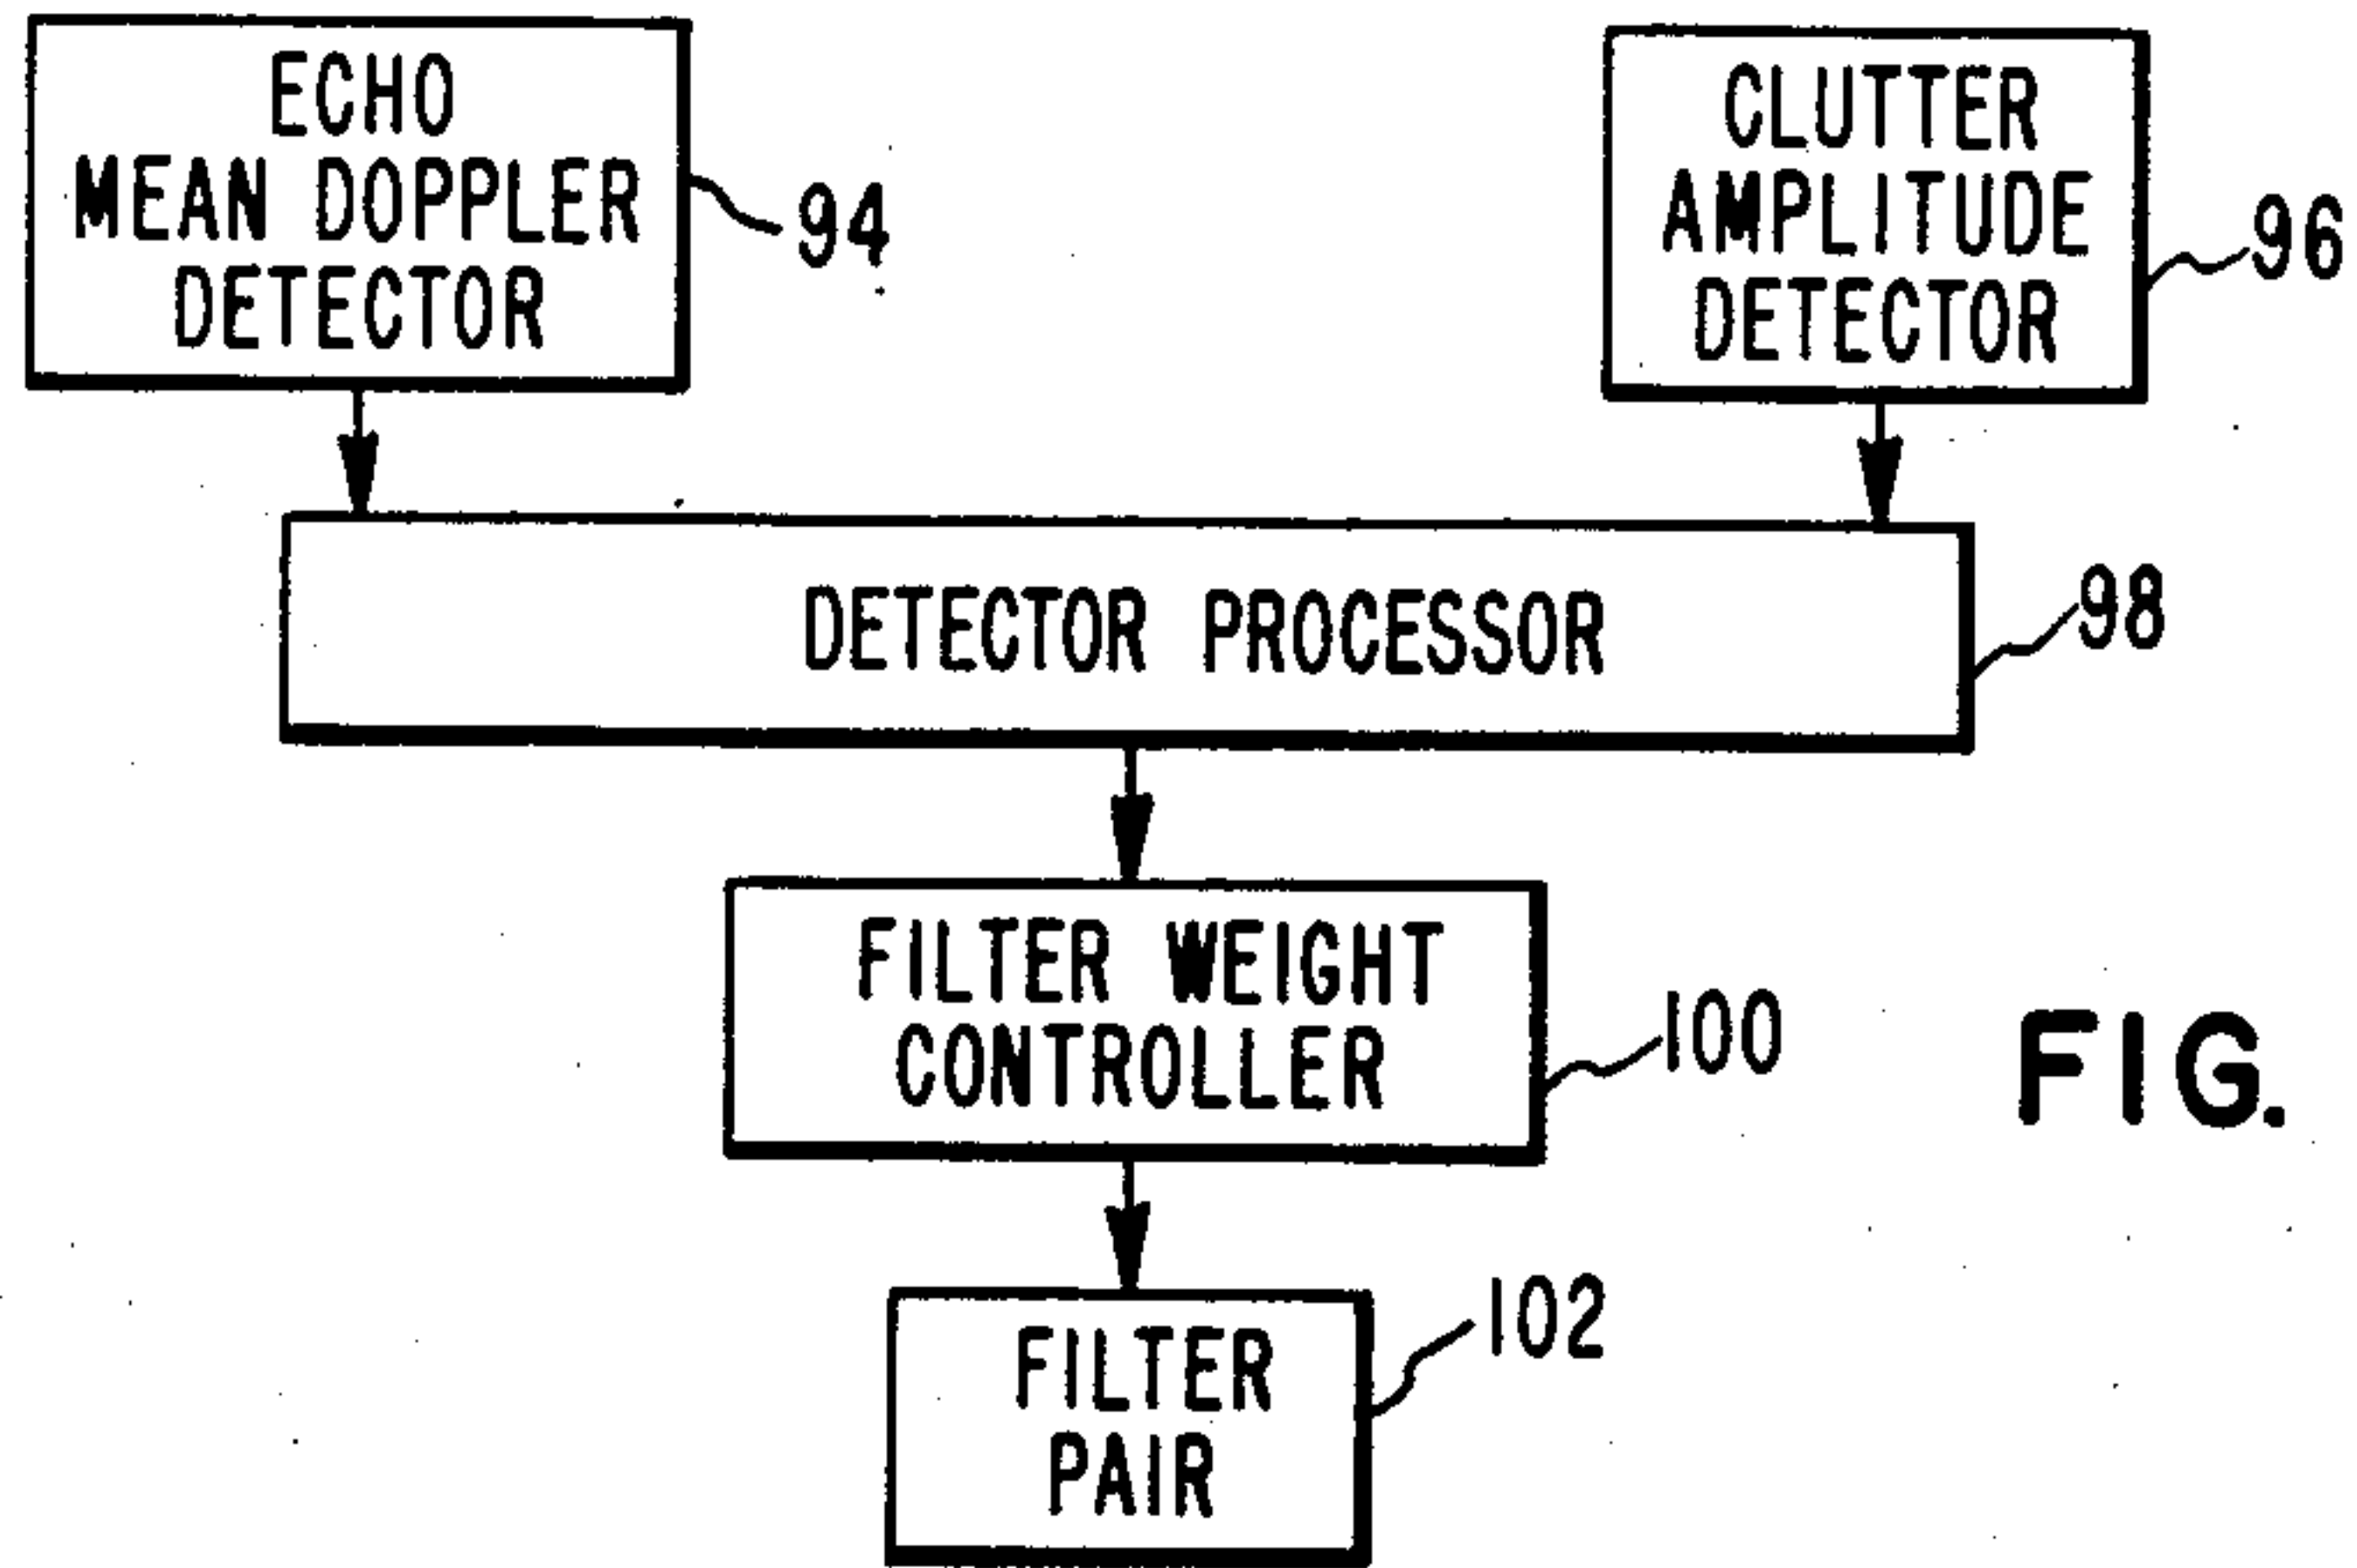 ECHO
MEAN DOPPLER
DETECTOR
94
CLUTTER
AMPLITUDE
DETECTOR
96
DETECTOR PROCESSOR
98
FILTER WEIGHT
CONTROLLER
100
FIG.
FILTER
PAIR
102